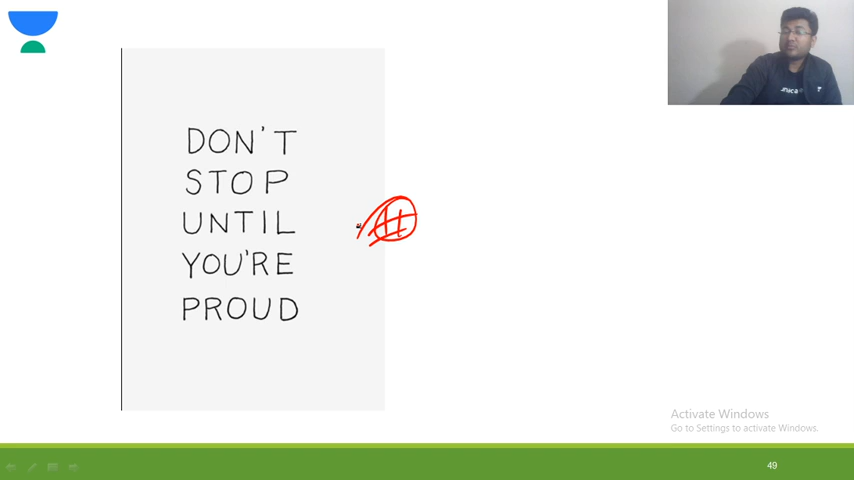 DON'T
STOP
UNTIL
YOU'RE
PROUD
Activate Windows
Go to Settings to activate Windows.
49